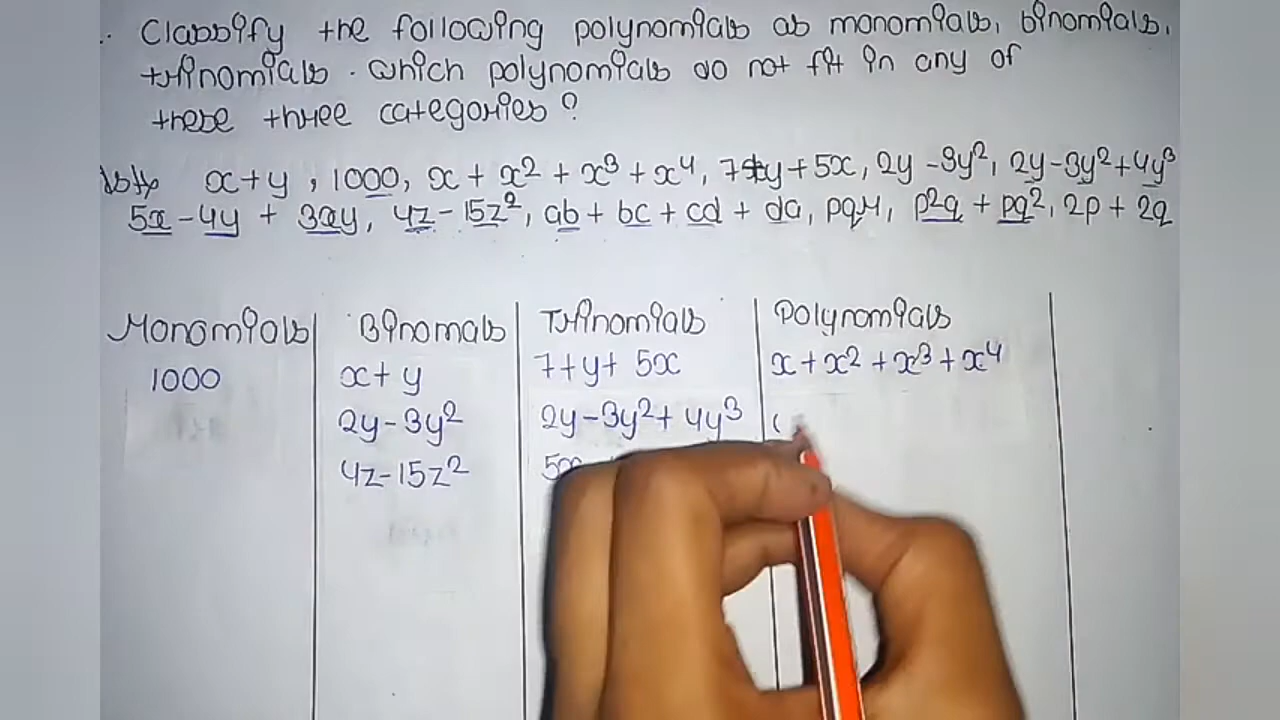 Classify the following polynomials as monomials, binomials,
trinomials. which polynomials do not fit in any of
these three categories?
x+y, 1000, x + x² + x³ + x⁴, 7+y+5x, 2y-3y², 2y-3y²+4y³
5x - 4y + 3xy, 4z - 15z², ab + bc + cd + da, pqr, p²q + pq², 2p + 2q
Monomials Binomals Trinomials Polynomials
1000 x+y 7+y+5x x+x²+x³+x⁴
2y-3y² 2y-3y²+4y³
4z-15z² 5x